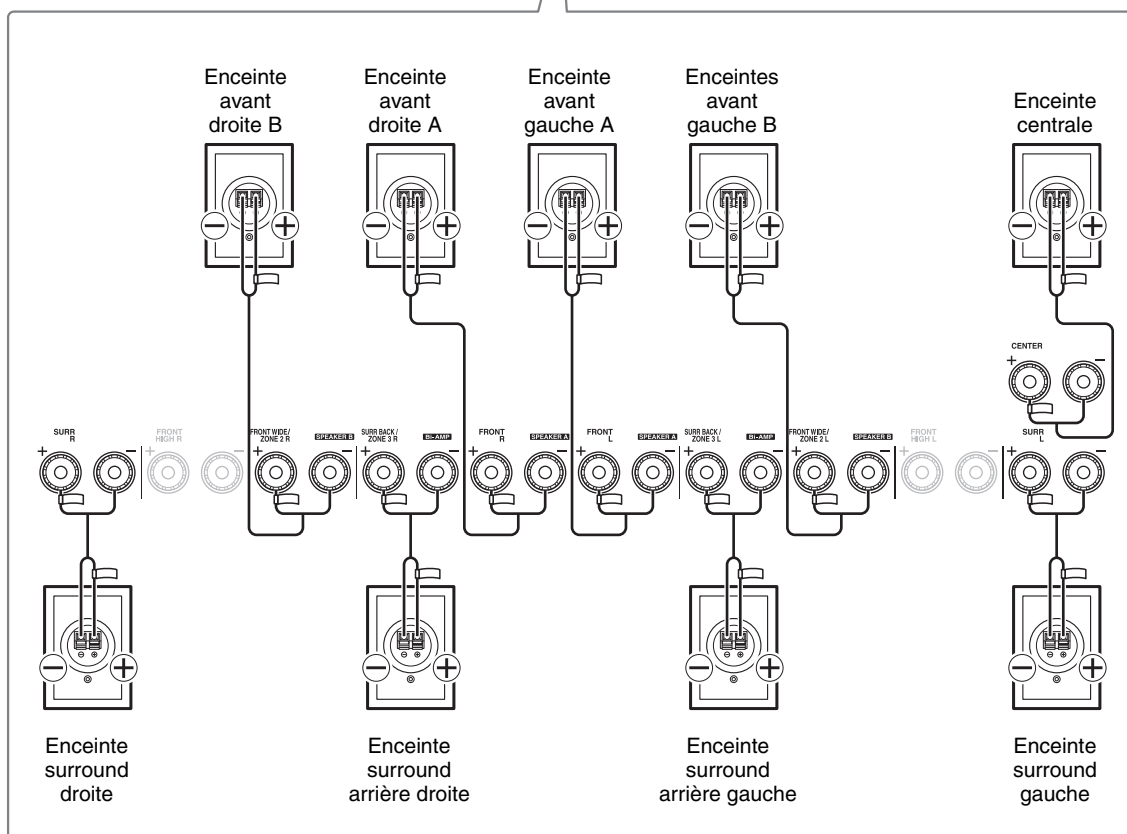 Enceinte
avant
droite B
Enceinte
avant
droite A
Enceinte
avant
gauche A
Enceintes
avant
gauche B
Enceinte
centrale
− +
− +
− +
− +
− +
CENTER
+ −
SURR
R
+ −
FRONT
HIGH R
+ −
FRONT WIDE/
ZONE 2 R
SPEAKER B
+ −
SURR BACK /
ZONE 3 R
BI-AMP
+ −
FRONT
R
SPEAKER A
+ −
FRONT
L
SPEAKER A
+ −
SURR BACK /
ZONE 3 L
BI-AMP
+ −
FRONT WIDE/
ZONE 2 L
SPEAKER B
+ −
FRONT
HIGH L
+ −
SURR
L
+ −
− +
− +
− +
− +
Enceinte
surround
droite
Enceinte
surround
arrière droite
Enceinte
surround
arrière gauche
Enceinte
surround
gauche